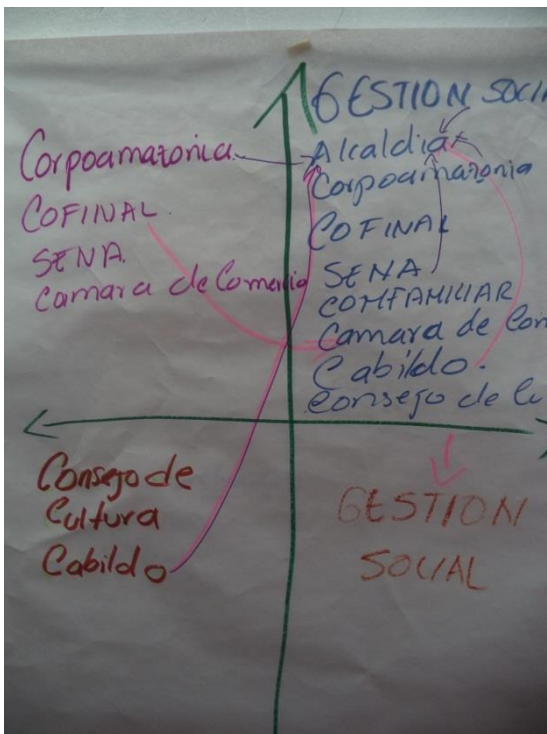 Corpoamazonia
COFINAL
SENA
Camara de Comercio
GESTION SOCI
Alcaldia
Corpoamazonia
COFINAL
SENA
COMFAMILIAR
Camara de Com
Cabildo.
Consejo de Cu
Consejo de
Cultura
Cabildo
GESTION
SOCIAL